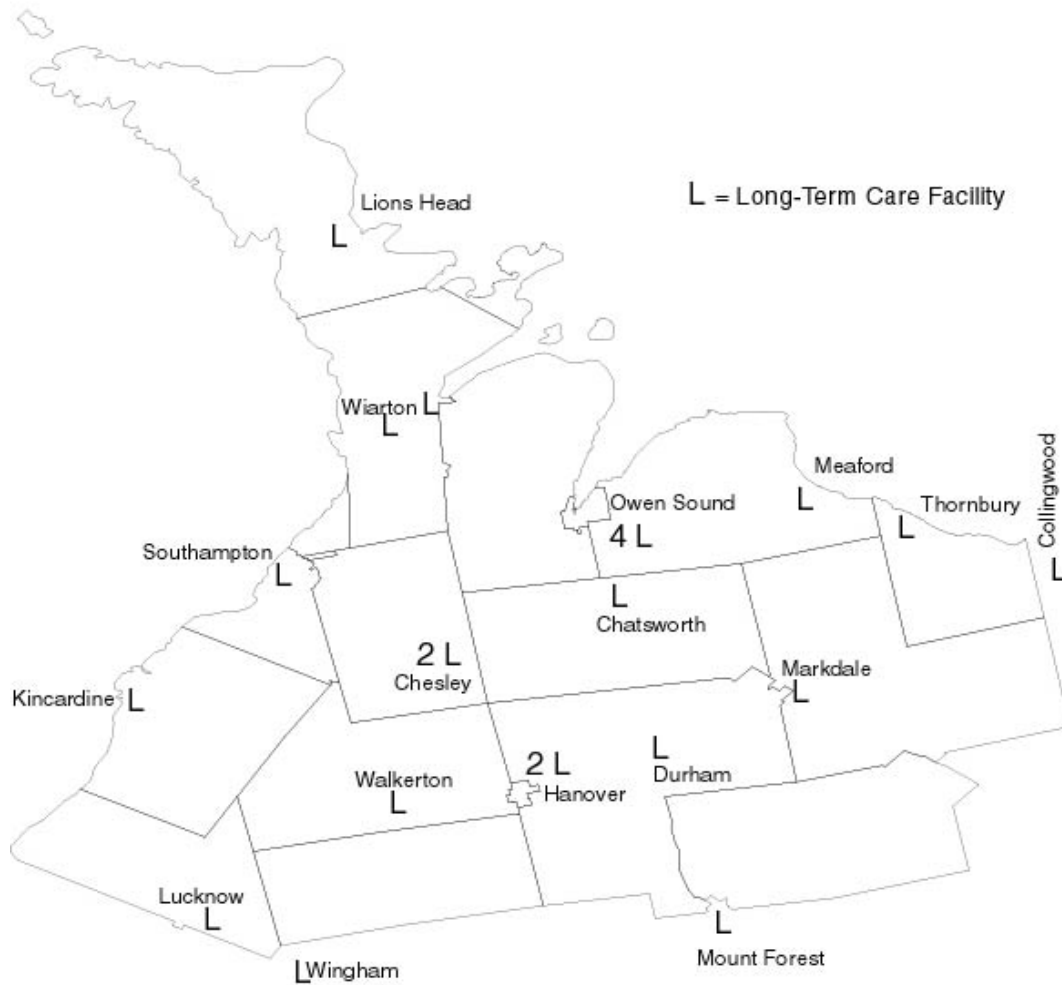 Lions Head
L
L = Long-Term Care Facility
Wiarton L
L
Collingwood
L
Meaford
L
Thornbury
L
Owen Sound
4 L
Southampton
L
L
Chatsworth
2 L
Chesley
Markdale
L
Kincardine L
L
Durham
2 L
Hanover
Walkerton
L
Lucknow
L
L
Mount Forest
LWingham